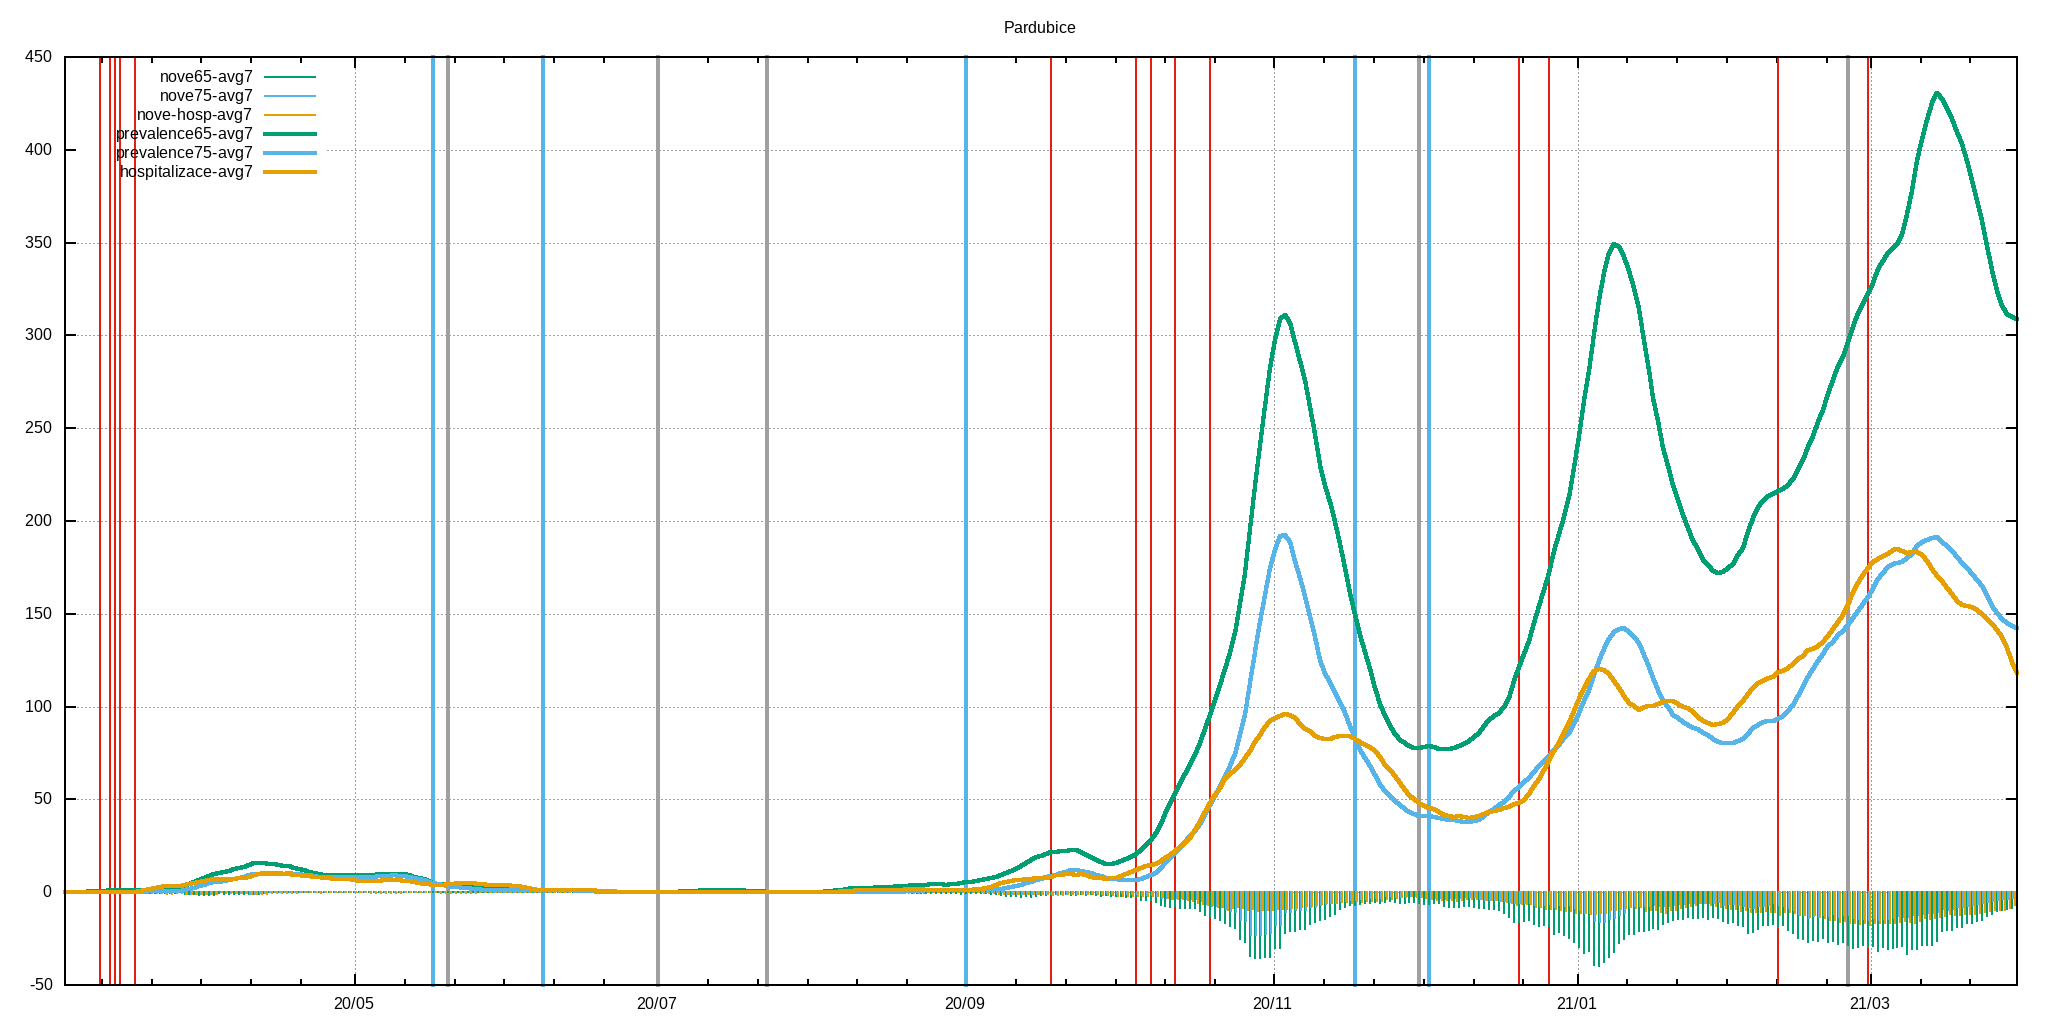 Pardubice
450
400
350
300
250
200
150
100
50
0
-50
nove65-avg7
nove75-avg7
nove-hosp-avg7
prevalence65-avg7
prevalence75-avg7
hospitalizace-avg7
20/05 20/07 20/09 20/11 21/01 21/03